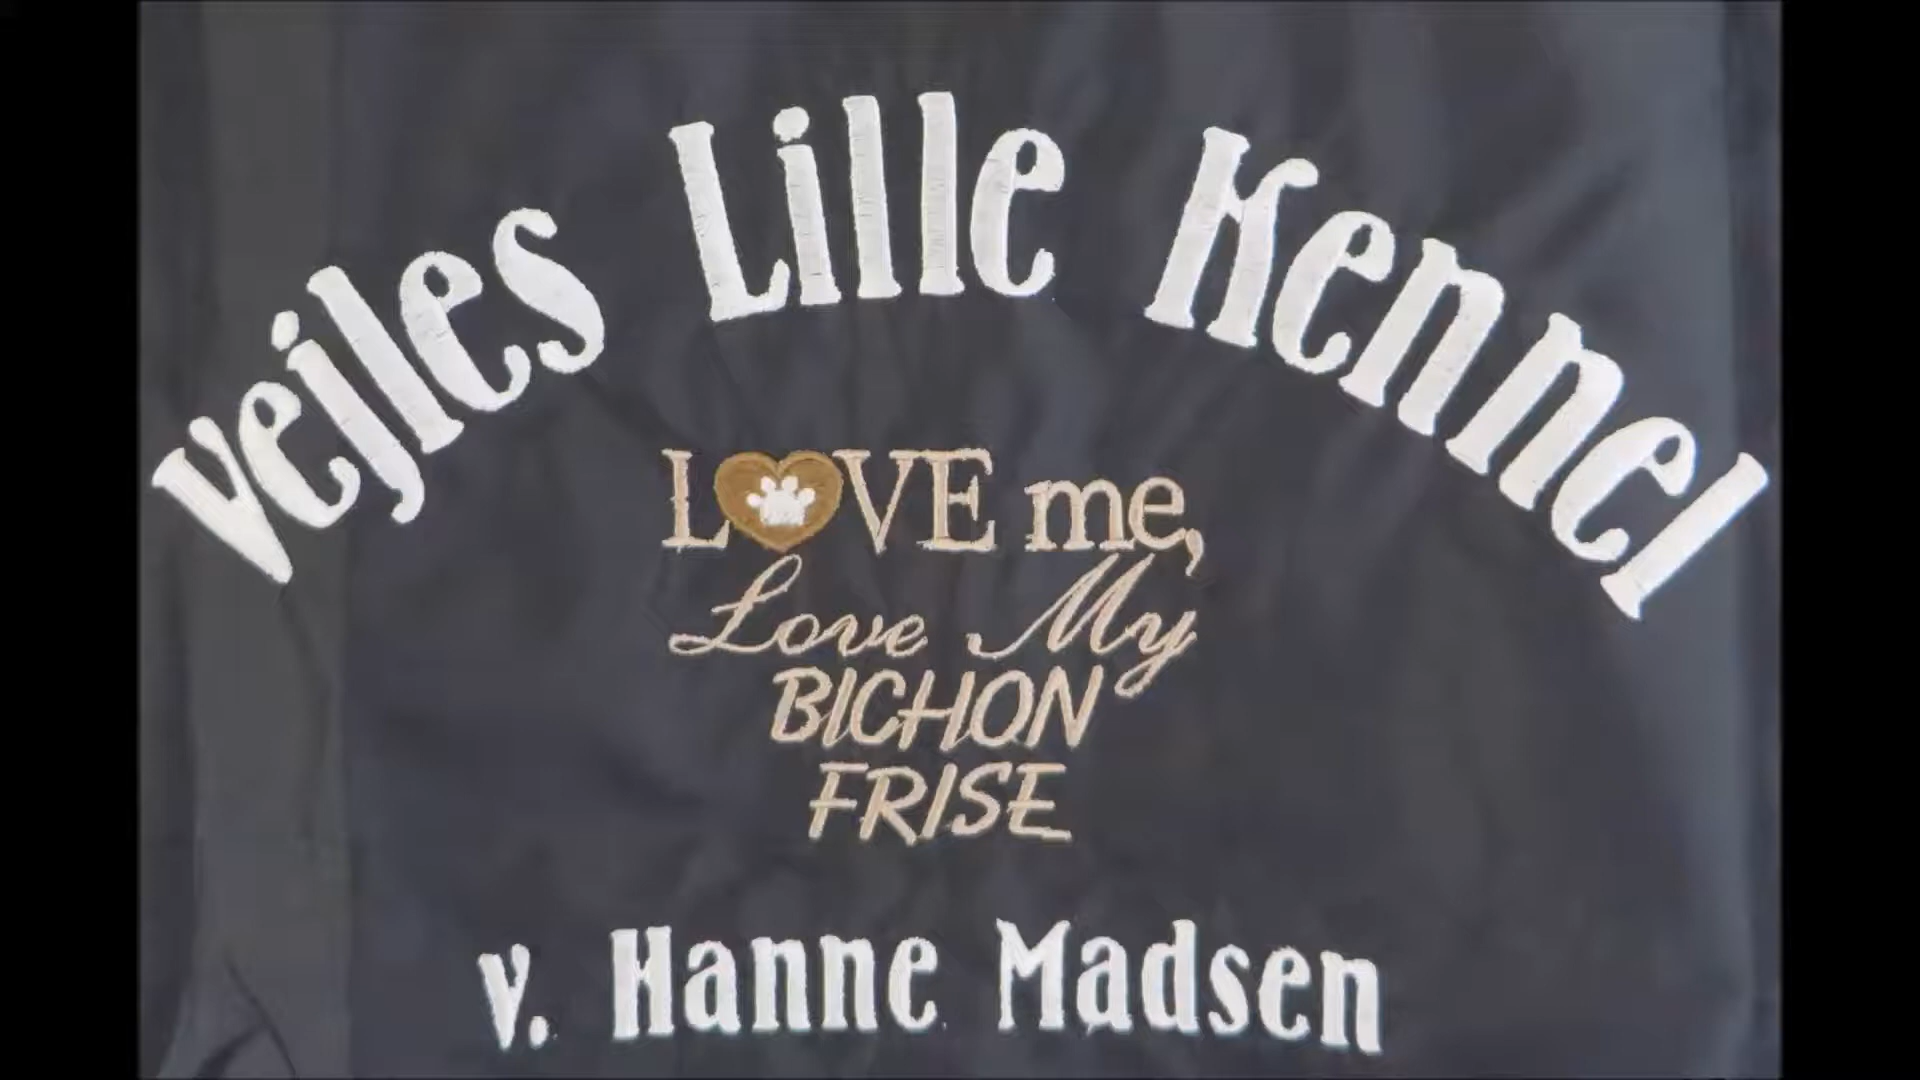 vejles Lille Kennel
LOVE me,
Love My
BICHON
FRISE
v. Hanne Madsen